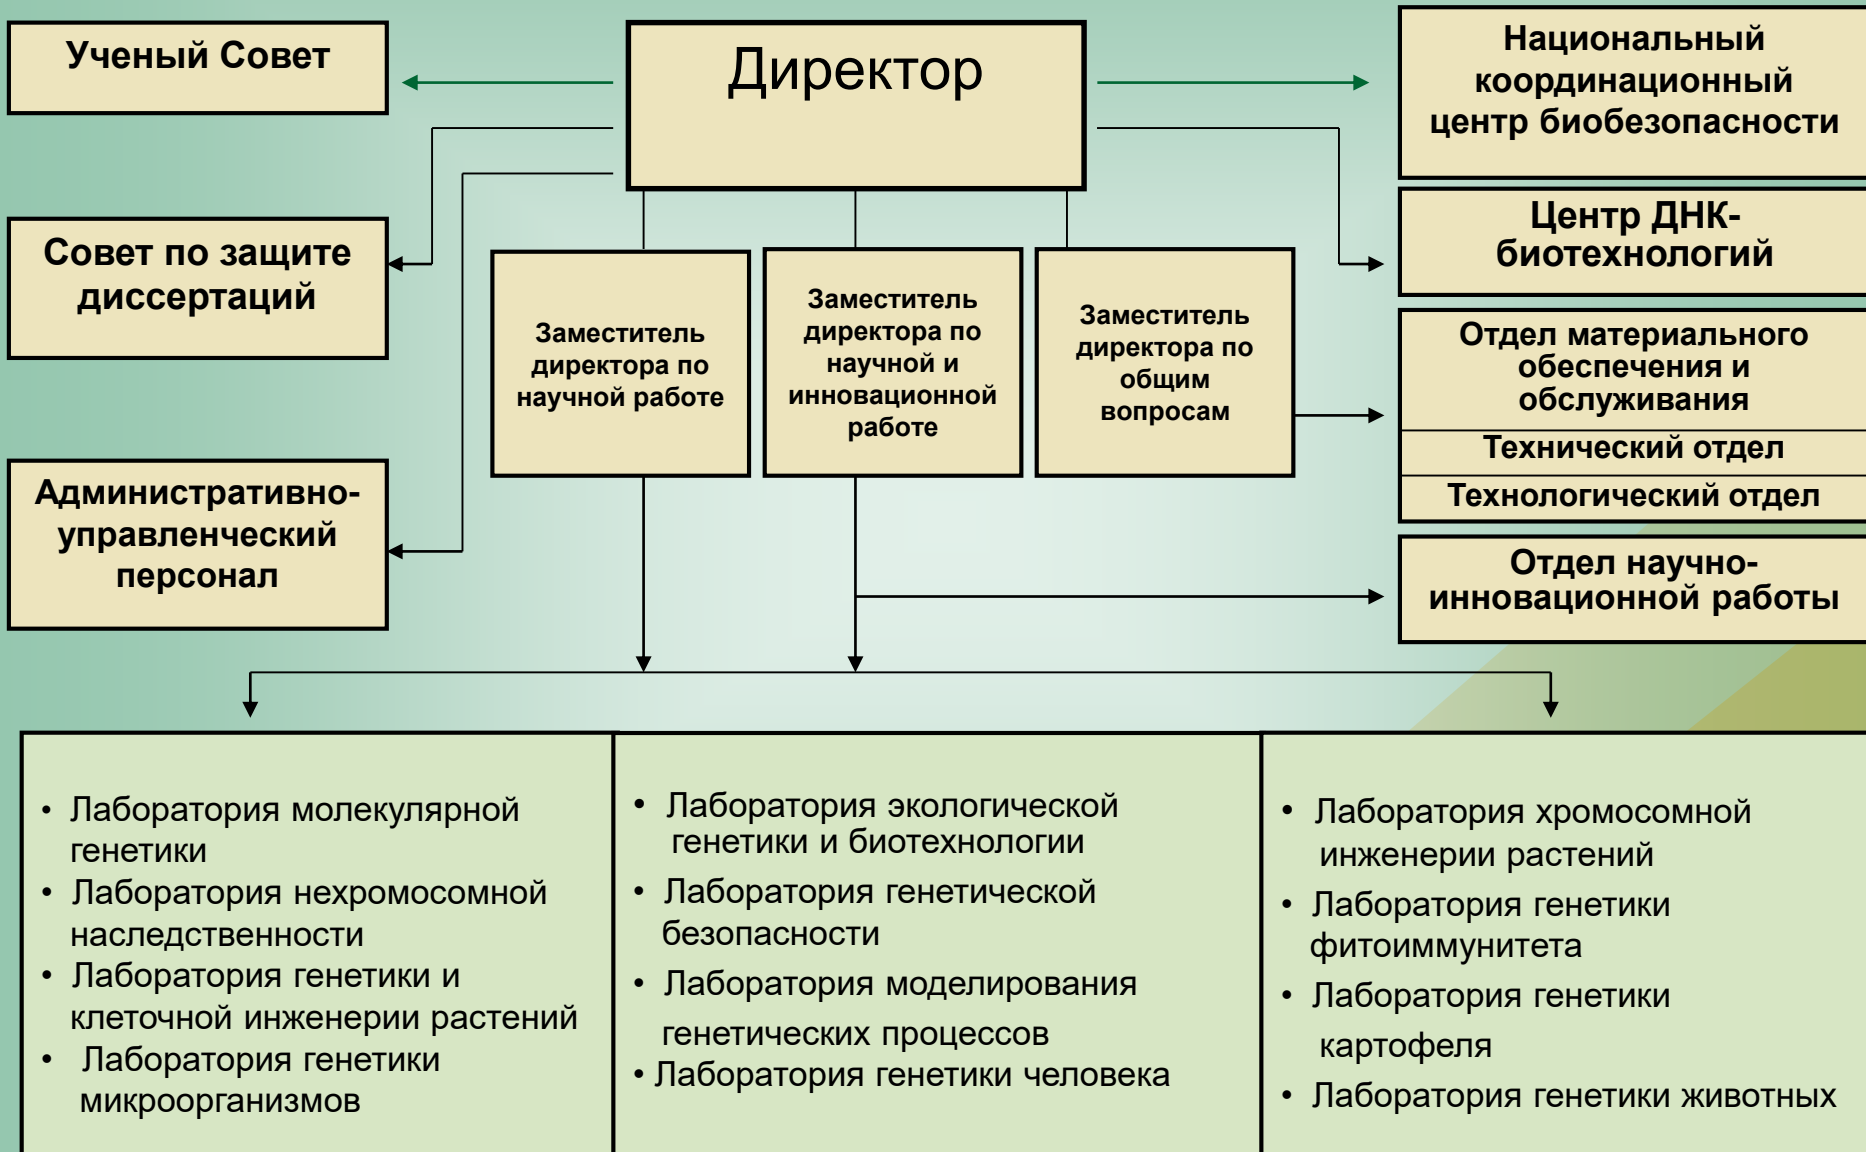 Ученый Совет
Директор
Национальный
координационный
центр биобезопасности
Совет по защите
диссертаций
Центр ДНК-
биотехнологий
Заместитель
директора по
научной работе
Заместитель
директора по
научной и
инновационной
работе
Заместитель
директора по
общим
вопросам
Отдел материального
обеспечения и
обслуживания
Технический отдел
Технологический отдел
Административно-
управленческий
персонал
Отдел научно-
инновационной работы
• Лаборатория молекулярной
генетики
• Лаборатория нехромосомной
наследственности
• Лаборатория генетики и
клеточной инженерии растений
• Лаборатория генетики
микроорганизмов
• Лаборатория экологической
генетики и биотехнологии
• Лаборатория генетической
безопасности
• Лаборатория моделирования
генетических процессов
• Лаборатория генетики человека
• Лаборатория хромосомной
инженерии растений
• Лаборатория генетики
фитоиммунитета
• Лаборатория генетики
картофеля
• Лаборатория генетики животных